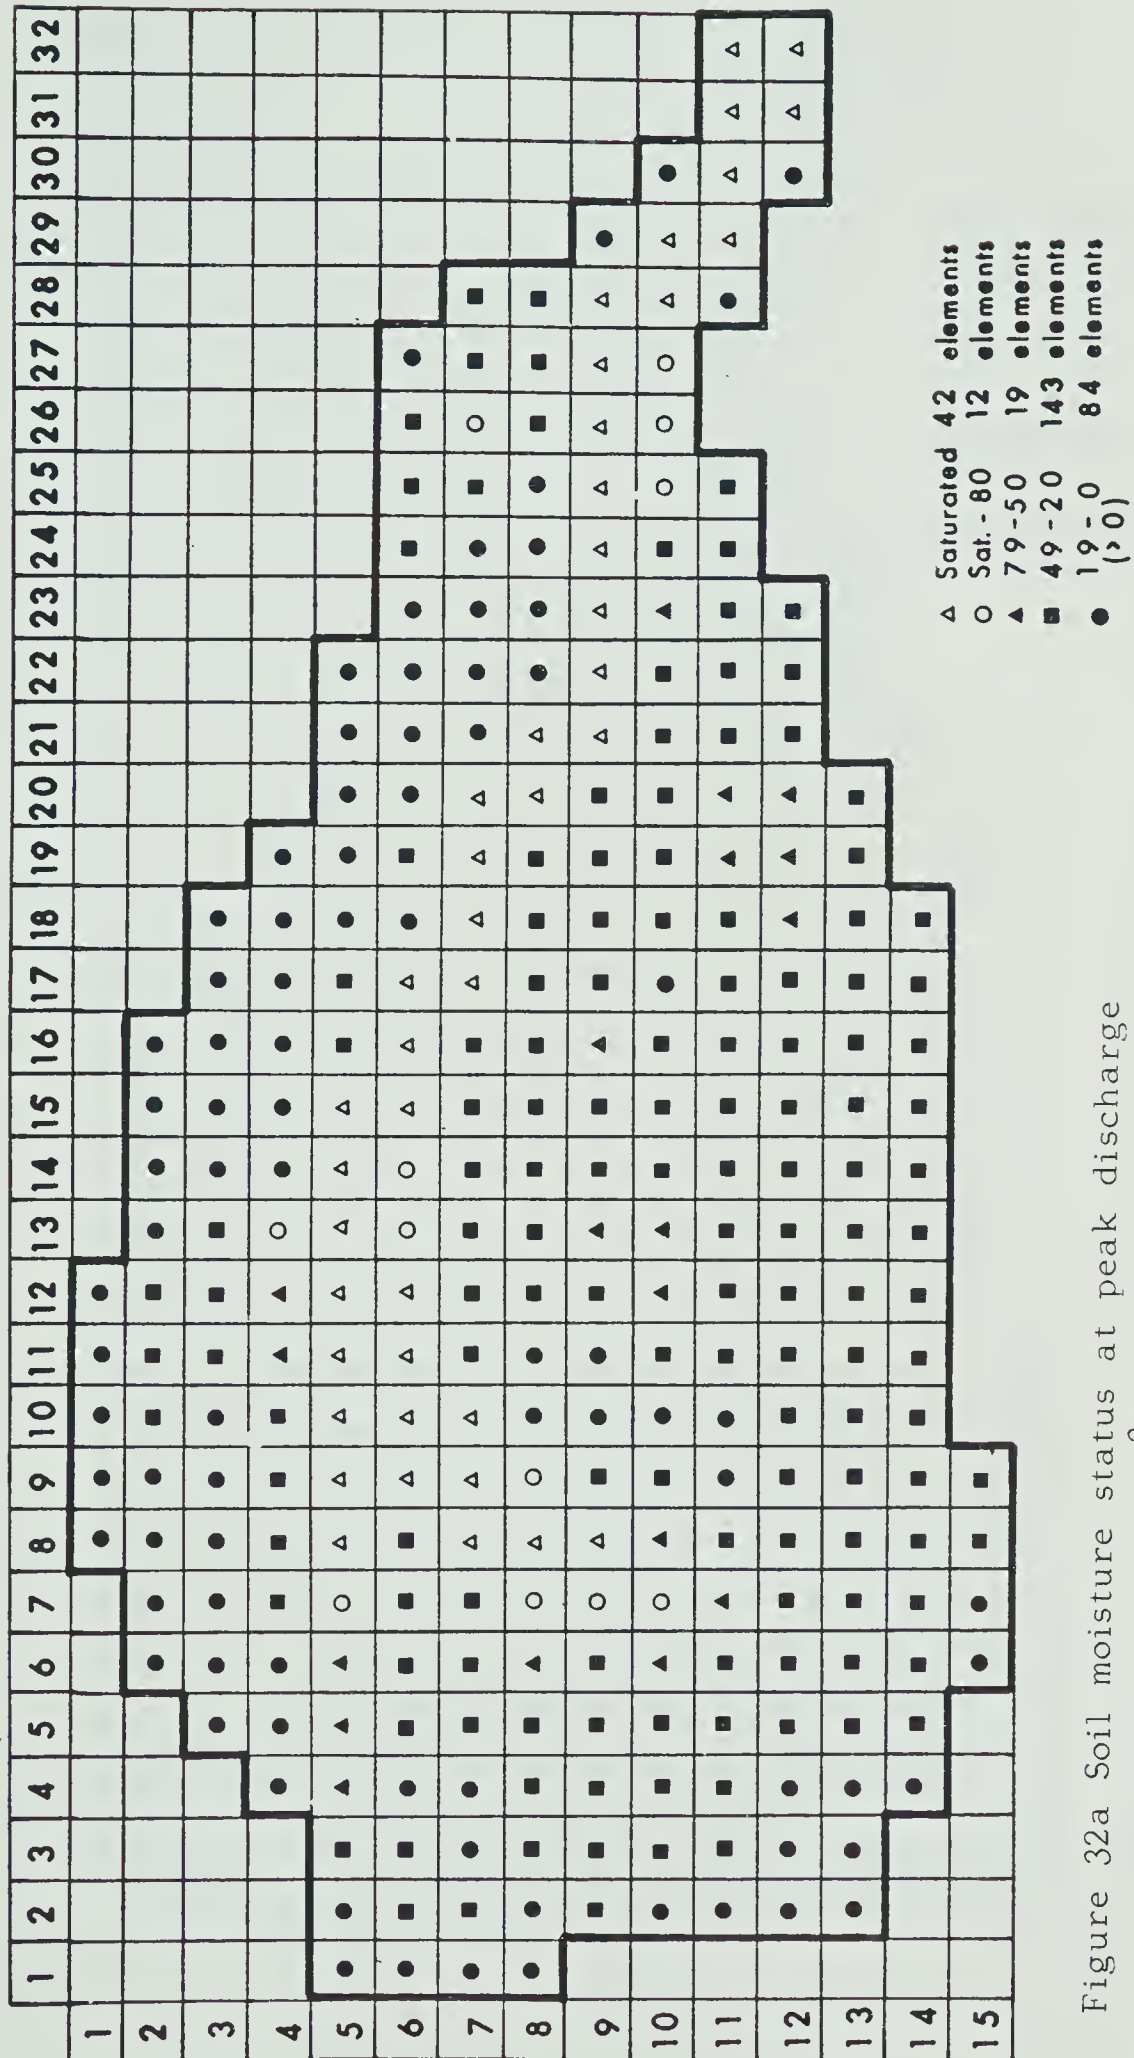 1 2 3 4 5 6 7 8 9 10 11 12 13 14 15 16 17 18 19 20 21 22 23 24 25 26 27 28 29 30 31 32
1
2
3
4
5
6
7
8
9
10
11
12
13
14
15
△ Saturated 42 elements
○ Sat.-80 12 elements
▲ 79-50 19 elements
■ 49-20 143 elements
● 19-0 84 elements
(>0)
Figure 32a Soil moisture status at peak discharge